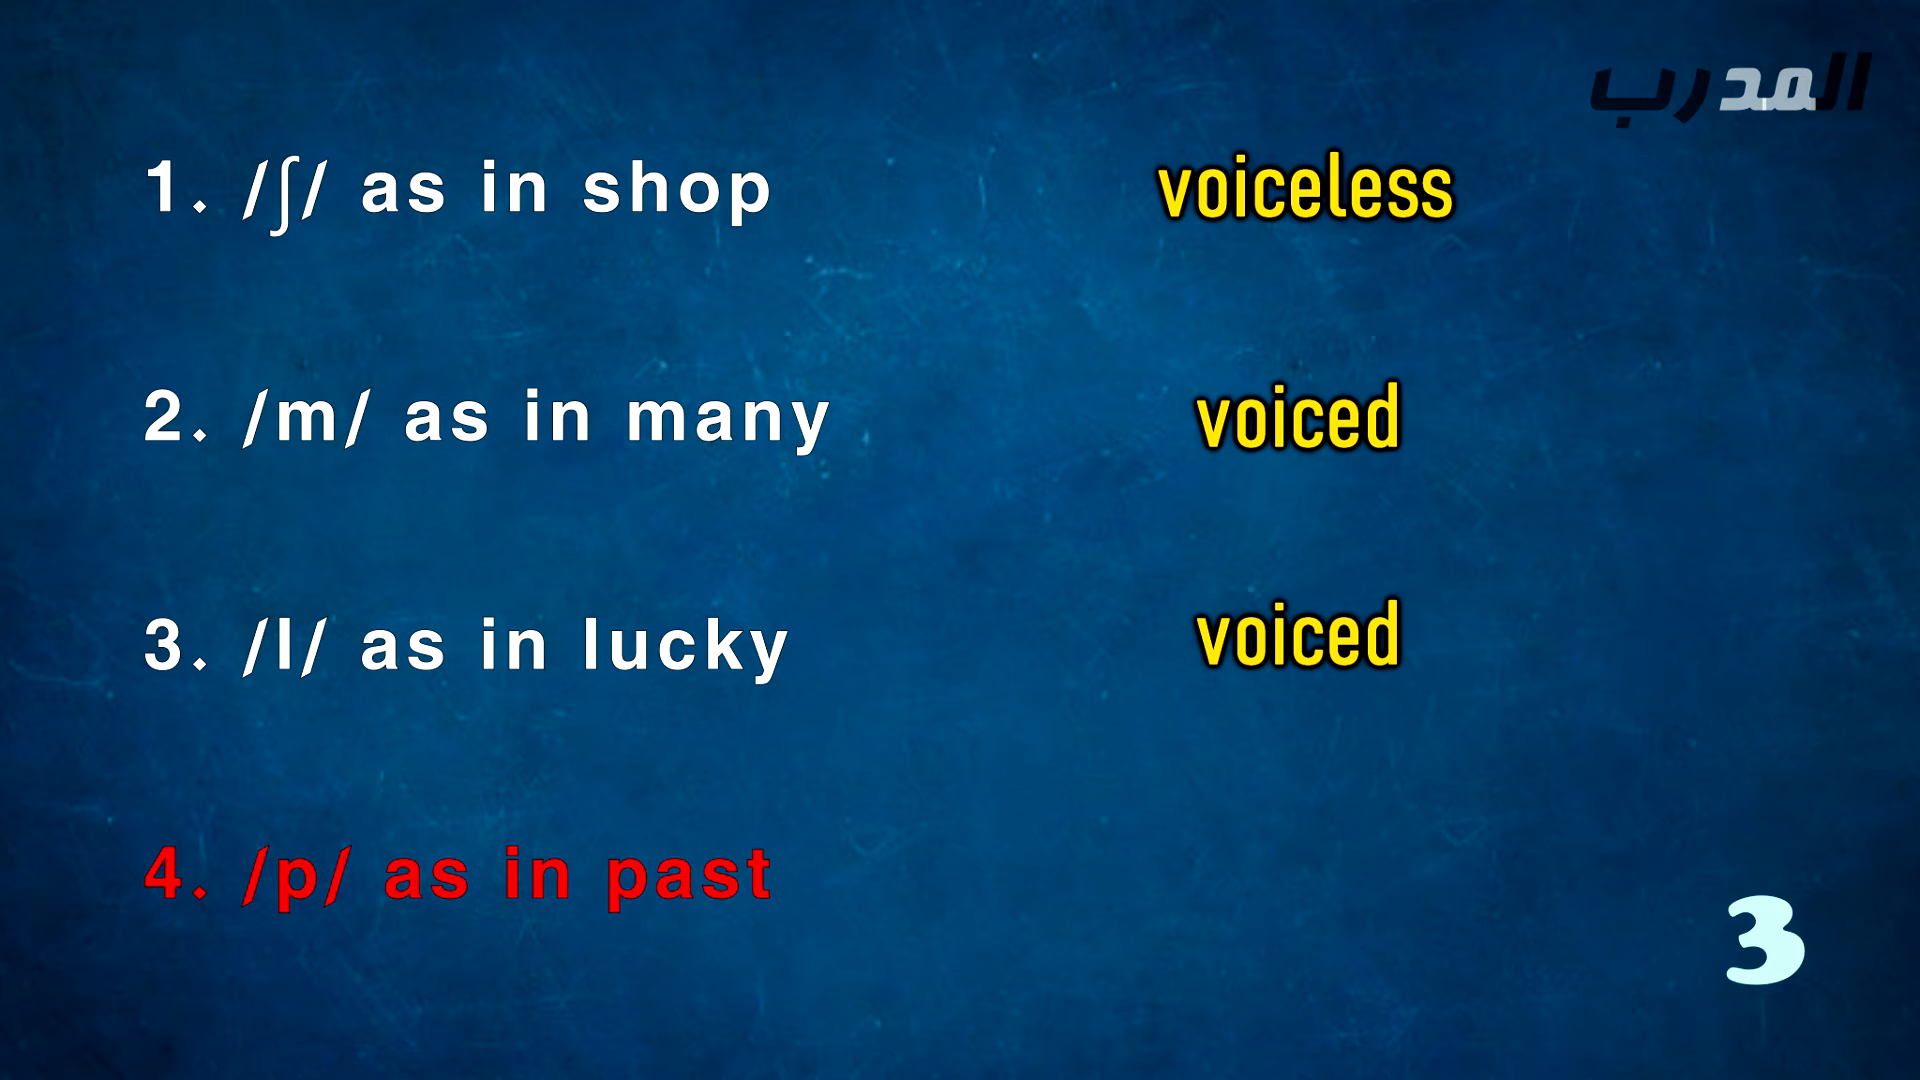 المدرب
1. /ʃ/ as in shop voiceless
2. /m/ as in many voiced
3. /l/ as in lucky voiced
4. /p/ as in past
3